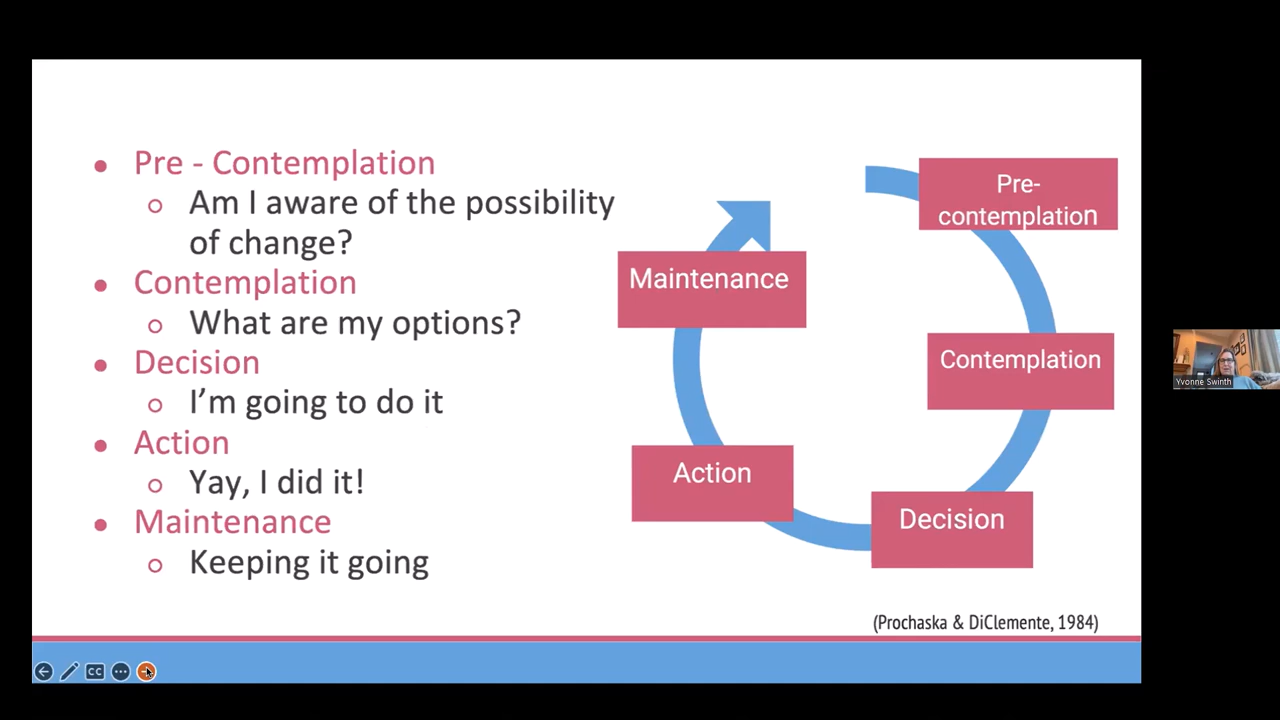 Pre - Contemplation
Am I aware of the possibility
of change?
Contemplation
What are my options?
Decision
I’m going to do it
Action
Yay, I did it!
Maintenance
Keeping it going
Pre-
contemplation
Contemplation
Decision
Action
Maintenance
(Prochaska & DiClemente, 1984)
CC
Yvonne Swinth